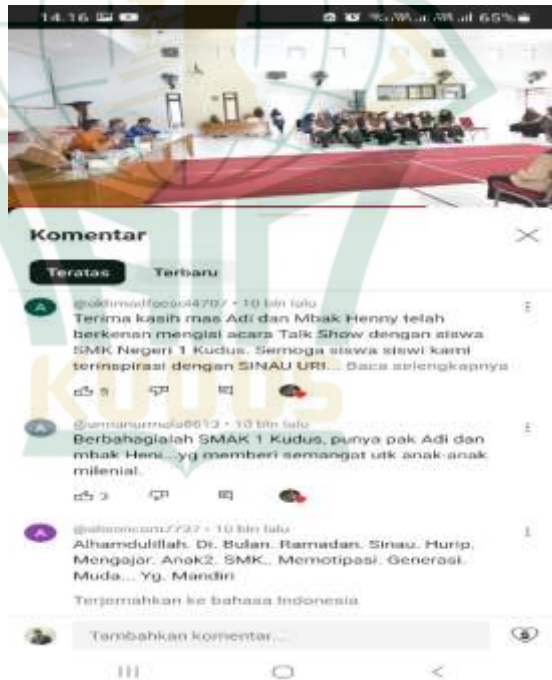 14.16
65%
Komentar
Teratas Terbaru
10 bln lalu
Terima kasih mas Adi dan Mbak Henny telah
berkenan mengisi acara Talk Show dengan siswa
SMK Negeri 1 Kudus. Semoga siswa siswi kami
terinspirasi dengan SINAU URI... Baca selengkapnya
5
10 bln lalu
Berbahagialah SMAK 1 Kudus, punya pak Adi dan
mbak Heni...yg memberi semangat utk anak-anak
milenial.
3
10 bln lalu
Alhamdulillah. Di. Bulan. Ramadan. Sinau. Hurip.
Mengajar. Anak2. SMK.. Memotipasi. Generasi.
Muda... Yg. Mandiri
Terjemahkan ke bahasa Indonesia
Tambahkan komentar...
KUDUS